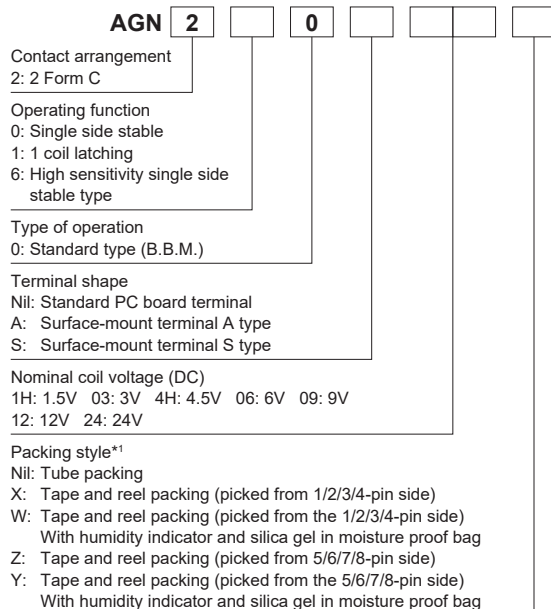 AGN 2 0
Contact arrangement
2: 2 Form C
Operating function
0: Single side stable
1: 1 coil latching
6: High sensitivity single side
stable type
Type of operation
0: Standard type (B.B.M.)
Terminal shape
Nil: Standard PC board terminal
A: Surface-mount terminal A type
S: Surface-mount terminal S type
Nominal coil voltage (DC)
1H: 1.5V 03: 3V 4H: 4.5V 06: 6V 09: 9V
12: 12V 24: 24V
Packing style*1
Nil: Tube packing
X: Tape and reel packing (picked from 1/2/3/4-pin side)
W: Tape and reel packing (picked from the 1/2/3/4-pin side)
With humidity indicator and silica gel in moisture proof bag
Z: Tape and reel packing (picked from 5/6/7/8-pin side)
Y: Tape and reel packing (picked from the 5/6/7/8-pin side)
With humidity indicator and silica gel in moisture proof bag